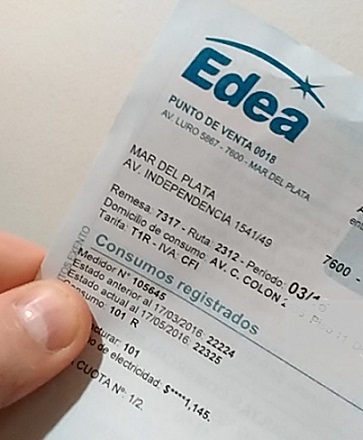 Edea
PUNTO DE VENTA 0018
AV. LURO 5867 - 7600 - MAR DEL PLATA
MAR DEL PLATA
AV. INDEPENDENCIA 1541/49
Remesa: 7317 - Ruta: 2312 - Periodo: 03/
Domicilio de consumo: AV. C. COLON
Tarifa: T1R - IVA: CFI
7600 -
Consumos registrados
Medidor N° 105645
Estado anterior al 17/03/2016: 22224
Estado actual al 17/05/2016: 22325
Consumo: 101 R
101
de electricidad: $****1,145.
CUOTA N°: 1/2.